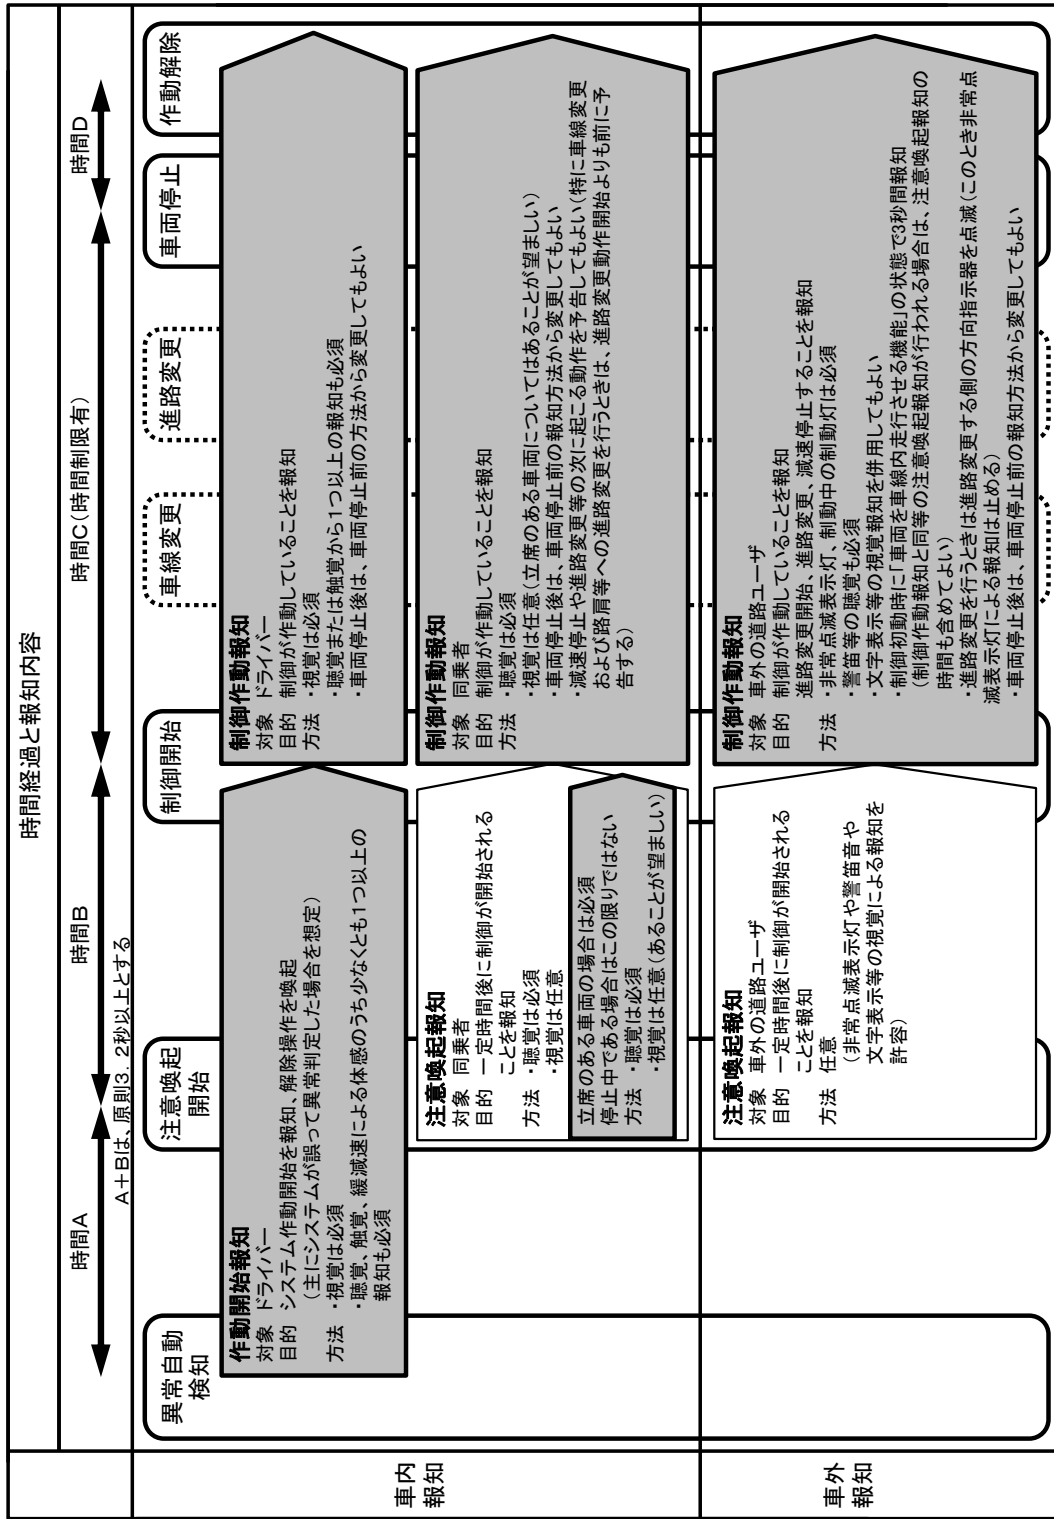 時間経過と報知内容
時間A
時間B
時間C（時間制限有）
時間D
A＋Bは、原則3．2秒以上とする
異常自動
検知
注意喚起
開始
制御開始
車線変更
進路変更
車両停止
作動解除
車内
報知
作動開始報知
対象 ドライバー
目的 システム作動開始を報知、解除操作を喚起
（主にシステムが誤って異常判定した場合を想定）
方法 ・視覚は必須
・聴覚、触覚、緩減速による体感のうち少なくとも1つ以上の
報知も必須
制御作動報知
対象 ドライバー
目的 制御が作動していることを報知
方法 ・視覚は必須
・聴覚または触覚から1つ以上の報知も必須
・車両停止後は、車両停止前の方法から変更してもよい
注意喚起報知
対象 同乗者
目的 一定時間後に制御が開始される
ことを報知
方法 ・聴覚は必須
・視覚は任意
立席のある車両の場合は必須
停止中である場合はこの限りではない
方法 ・聴覚は必須
・視覚は任意（あることが望ましい）
制御作動報知
対象 同乗者
目的 制御が作動していることを報知
方法 ・聴覚は必須
・視覚は任意（立席のある車両についてはあることが望ましい）
・車両停止後は、車両停止前の報知方法から変更してもよい
・減速停止や進路変更等の次に起こる動作を予告してもよい（特に車線変更
および路肩等への進路変更を行うときは、進路変更動作開始よりも前に予
告する）
車外
報知
注意喚起報知
対象 車外の道路ユーザ
目的 一定時間後に制御が開始される
ことを報知
方法 任意
（非常点滅表示灯や警笛音や
文字表示等の視覚による報知を
許容）
制御作動報知
対象 車外の道路ユーザ
目的 制御が作動していることを報知
進路変更開始、進路変更、減速停止することを報知
方法 ・非常点滅表示灯、制動中の制動灯は必須
・警笛等の聴覚も必須
・文字表示等の視覚報知を併用してもよい
・制御初動時に「車両を車線内走行させる機能」の状態で3秒間報知
（制御作動報知と同等の注意喚起報知が行われる場合は、注意喚起報知の
時間も含めてよい）
・進路変更を行うときは進路変更する側の方向指示器を点滅（このとき非常点
滅表示灯による報知は止める）
・車両停止後は、車両停止前の報知方法から変更してもよい